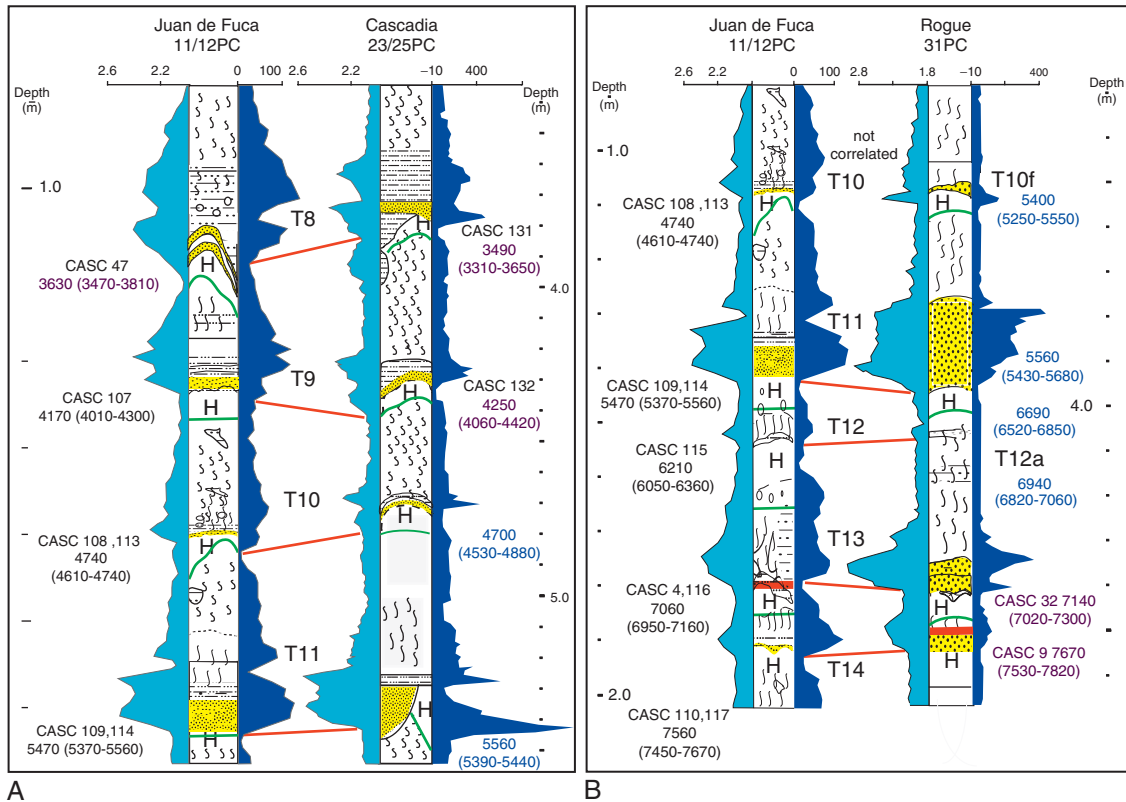 Juan de Fuca
11/12PC
Cascadia
23/25PC
2.6 2.2 0 100 2.6 2.2 -10 400
Depth
(m)
Depth
(m)
1.0
T8
H
H
CASC 47
3630 (3470-3810)
CASC 131
3490
(3310-3650)
4.0
T9
CASC 107
4170 (4010-4300)
H
H
CASC 132
4250
(4060-4420)
T10
CASC 108 ,113
4740
(4610-4740)
H
H
4700
(4530-4880)
5.0
T11
CASC 109,114
5470 (5370-5560)
H
H
5560
(5390-5440)
A
Juan de Fuca
11/12PC
Rogue
31PC
2.6 2.2 0 100 2.8 1.8 -10 400
Depth
(m)
Depth
(m)
1.0
not
correlated
T10
T10f
H
H
5400
(5250-5550)
CASC 108 ,113
4740
(4610-4740)
T11
5560
(5430-5680)
CASC 109,114
5470 (5370-5560)
H
H
4.0
6690
(6520-6850)
T12
CASC 115
6210
(6050-6360)
H
T12a
6940
(6820-7060)
T13
CASC 4,116
7060
(6950-7160)
H
H
CASC 32 7140
(7020-7300)
CASC 9 7670
(7530-7820)
T14
H
H
2.0
CASC 110,117
7560
(7450-7670)
B